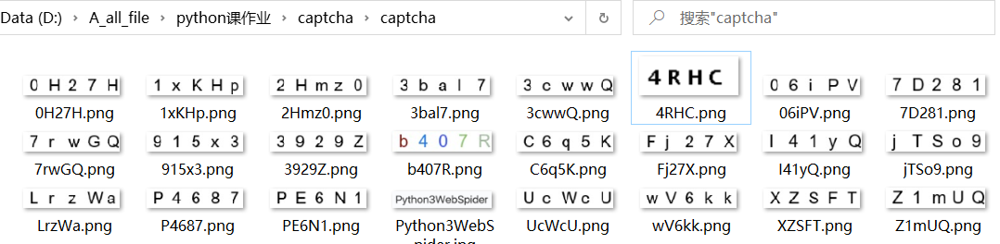 Data (D:) › A_all_file › python课作业 › captcha › captcha
搜索"captcha"
0 H 2 7 H 1 x K H p 2 H m z 0 3 b a l 7 3 c w w Q 4 R H C 0 6 i P V 7 D 2 8 1
0H27H.png 1xKHp.png 2Hmz0.png 3bal7.png 3cwwQ.png 4RHC.png 06iPV.png 7D281.png
7 r w G Q 9 1 5 x 3 3 9 2 9 Z b 4 0 7 R C 6 q 5 K F j 2 7 X I 4 1 y Q j T S o 9
7rwGQ.png 915x3.png 3929Z.png b407R.png C6q5K.png Fj27X.png I41yQ.png jTSo9.png
L r z W a P 4 6 8 7 P E 6 N 1 Python3WebSpider U c W c U w V 6 k k X Z S F T Z 1 m U Q
LrzWa.png P4687.png PE6N1.png Python3WebS UcWcU.png wV6kk.png XZSFT.png Z1mUQ.png
pider.jpg